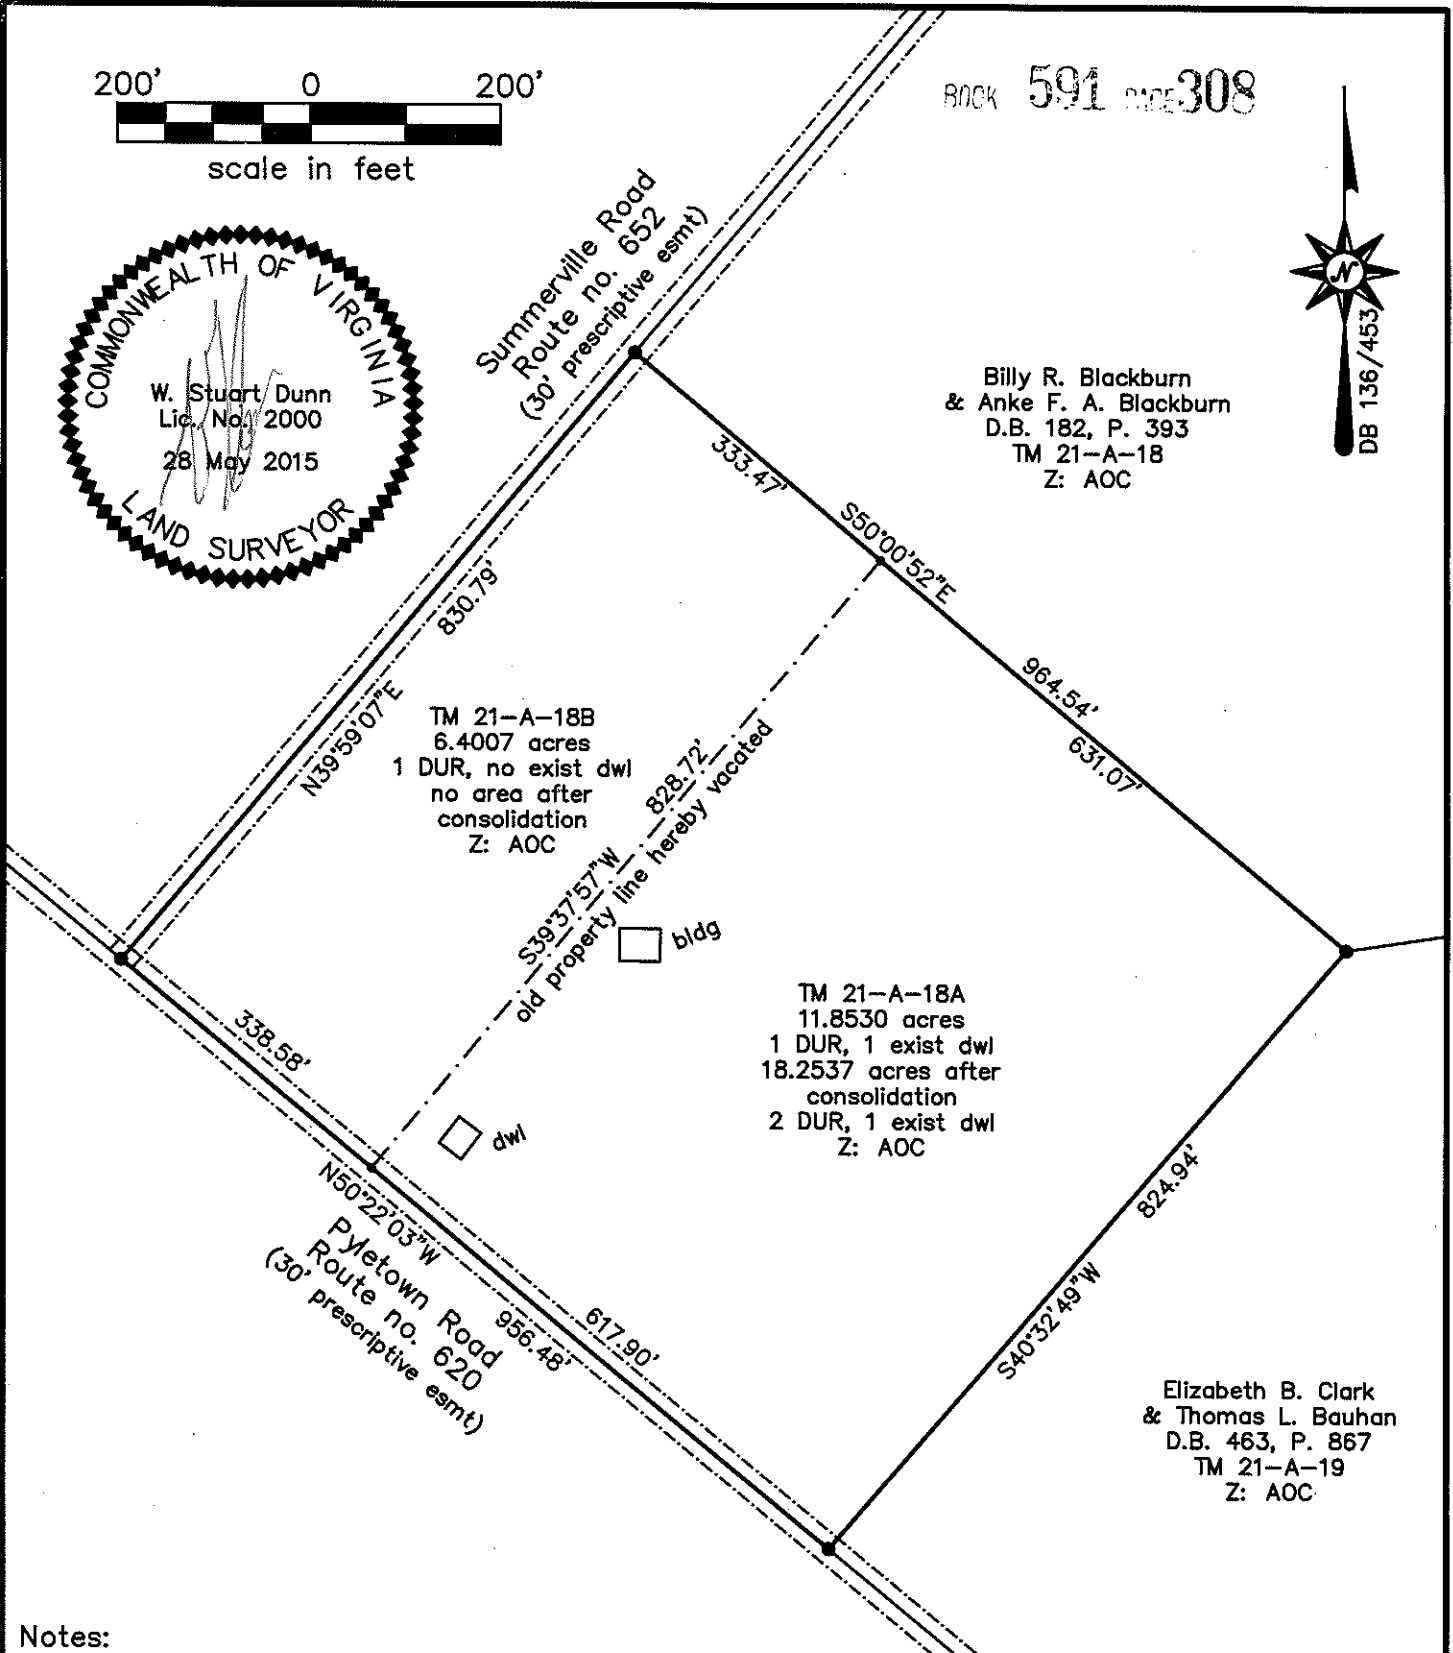 200' 0 200'
scale in feet
BOOK 591 PAGE 308
COMMONWEALTH OF VIRGINIA
W. Stuart Dunn
Lic. No. 2000
28 May 2015
LAND SURVEYOR
N
DB 136/453
Summerville Road
Route no. 652
(30' prescriptive esmt)
Billy R. Blackburn
& Anke F. A. Blackburn
D.B. 182, P. 393
TM 21-A-18
Z: AOC
333.47'
S50°00'52"E
964.54'
631.07'
830.79'
N39°59'07"E
TM 21-A-18B
6.4007 acres
1 DUR, no exist dwl
no area after
consolidation
Z: AOC
828.72'
S39°37'57"W
old property line hereby vacated
bldg
TM 21-A-18A
11.8530 acres
1 DUR, 1 exist dwl
18.2537 acres after
consolidation
2 DUR, 1 exist dwl
Z: AOC
338.58'
dwl
N50°22'03"W
956.48'
617.90'
Pyletown Road
Route no. 620
(30' prescriptive esmt)
824.94'
S40°32'49"W
Elizabeth B. Clark
& Thomas L. Bauhan
D.B. 463, P. 867
TM 21-A-19
Z: AOC
Notes: